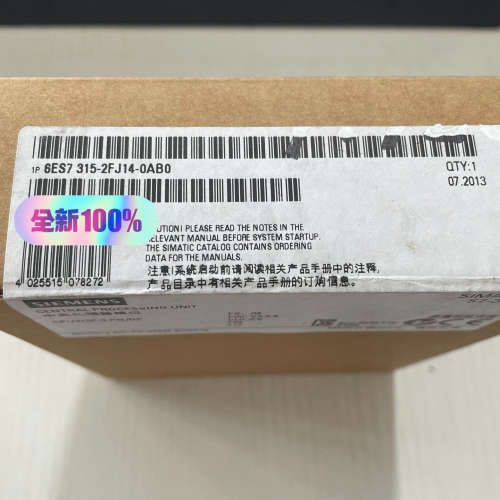 1P 6ES7 315-2FJ14-0AB0
QTY:1
07.2013
全新100%
CAUTION! PLEASE READ THE NOTES IN THE
RELEVANT MANUAL BEFORE SYSTEM STARTUP.
THE SIMATIC CATALOG CONTAINS ORDERING
DATA FOR THE MANUALS.
注意!系统启动前请阅读相关产品手册中的注释,
产品目录中有相关产品手册的订购信息。
4 025515 078272
SIEMENS
CENTRAL PROCESSING UNIT